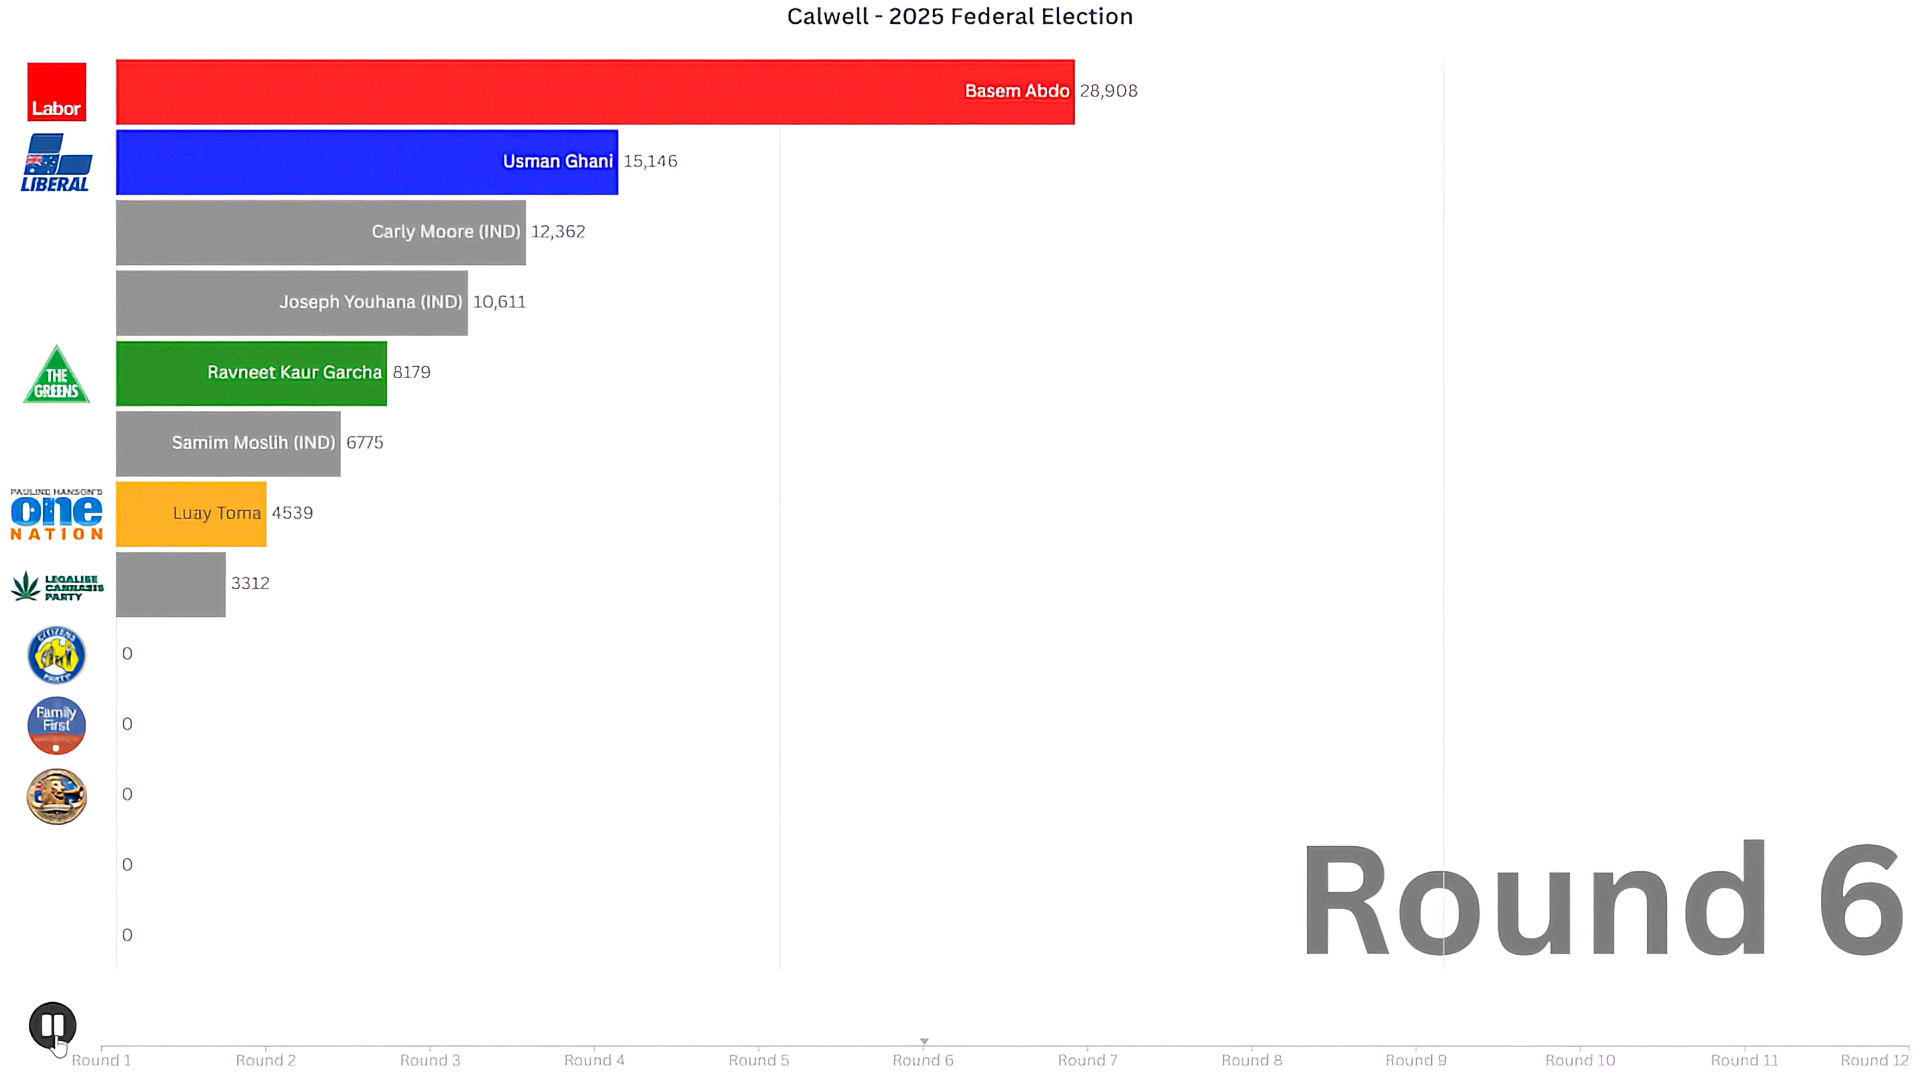 Calwell - 2025 Federal Election
Labor
Basem Abdo 28,908
LIBERAL
Usman Ghani 15,146
Carly Moore (IND) 12,362
Joseph Youhana (IND) 10,611
THE
GREENS
Ravneet Kaur Garcha 8179
Samim Moslih (IND) 6775
PAULINE HANSON'S
one
NATION
Luay Toma 4539
LEGALISE
CANNABIS
PARTY
3312
CITIZENS
PARTY
0
Family
First
0
0
0
0
Round 6
Round 1 Round 2 Round 3 Round 4 Round 5 Round 6 Round 7 Round 8 Round 9 Round 10 Round 11 Round 12